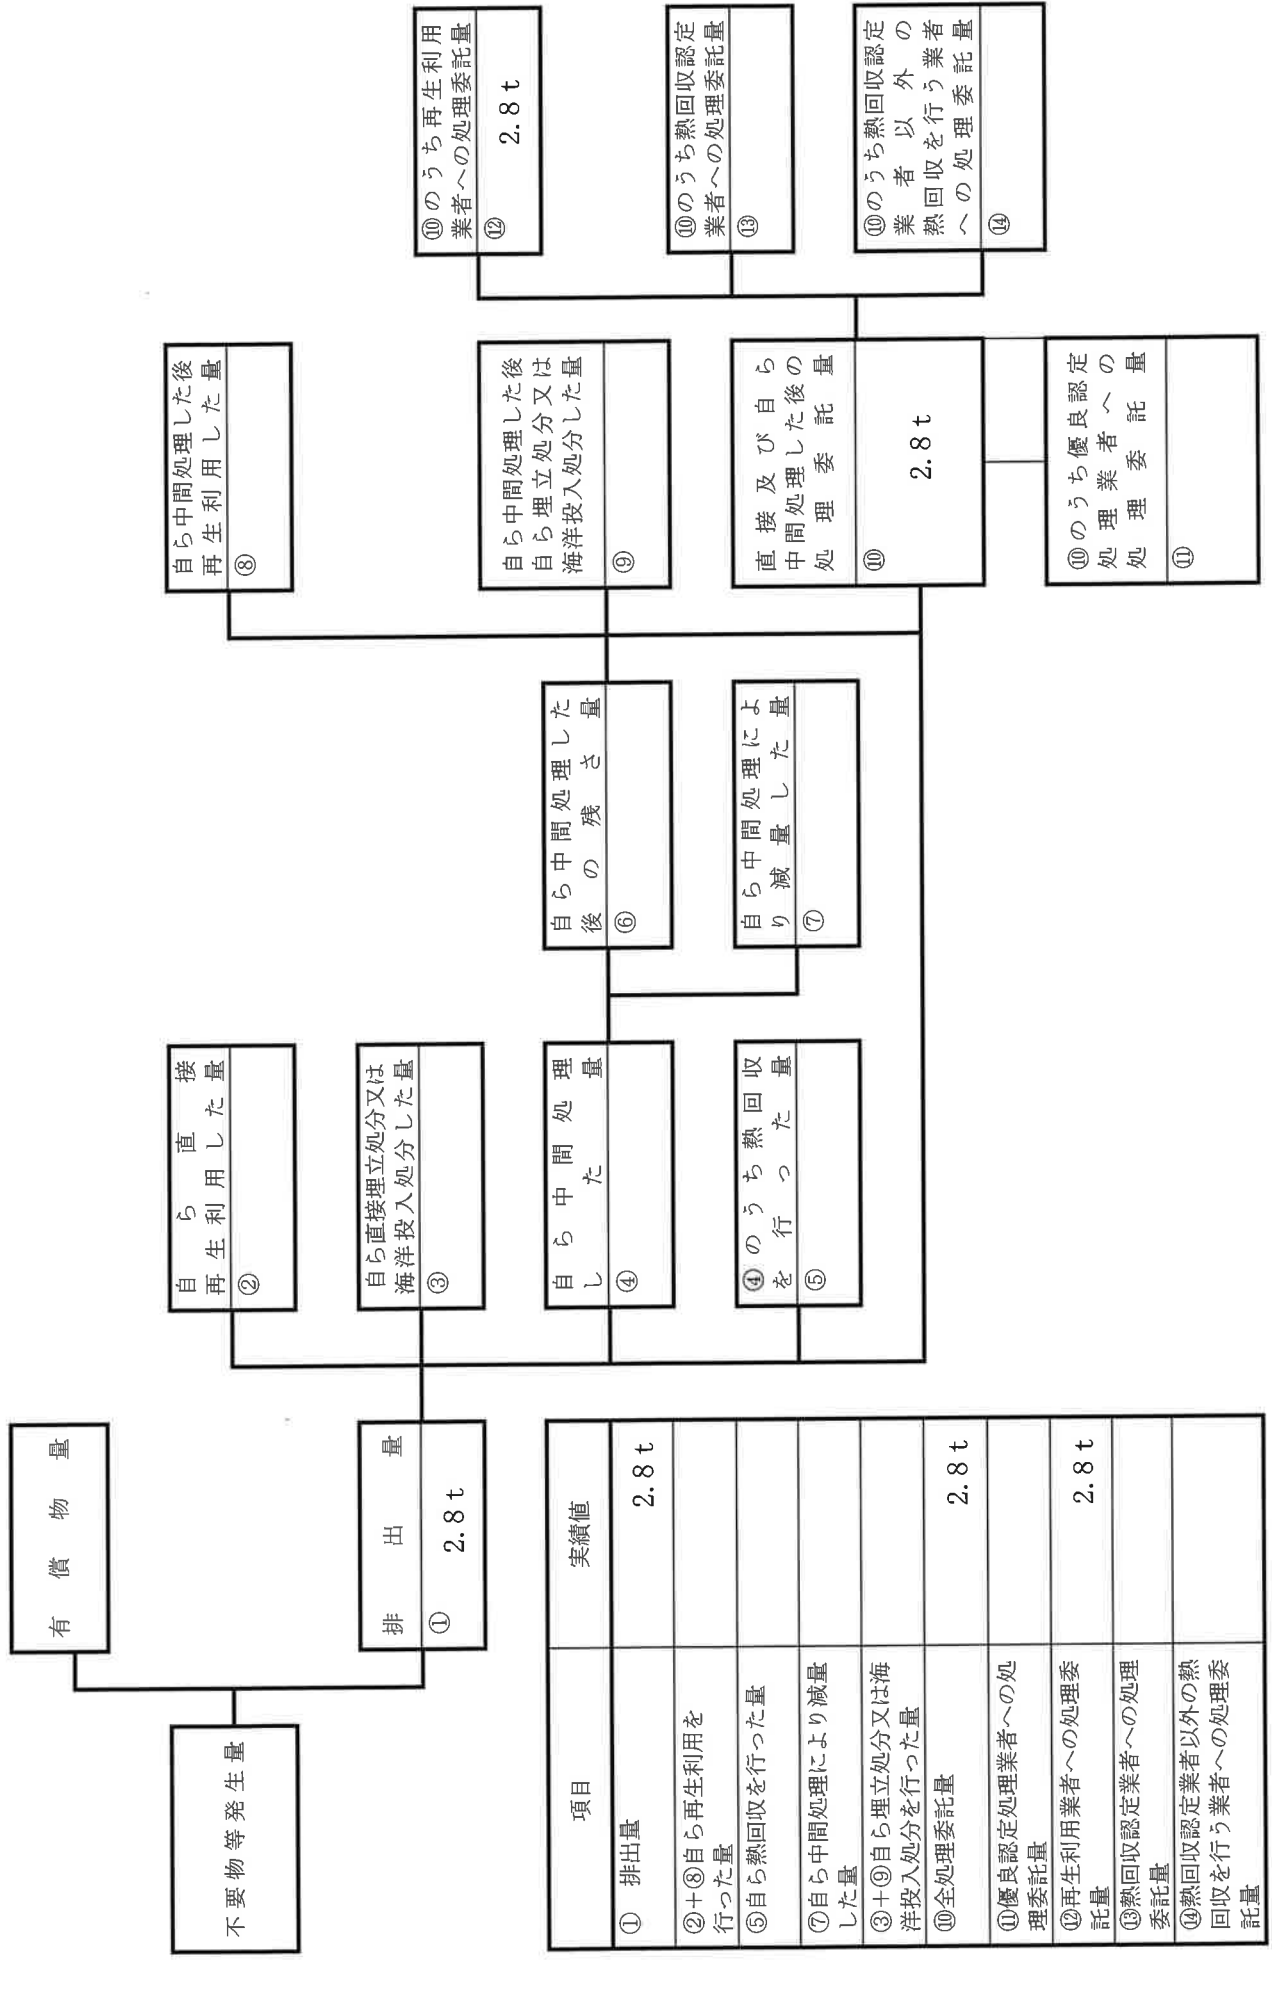 不要物等発生量
有償物量
排出量
①
2.8t
自ら直接
再生利用した量
②
自ら直接埋立処分又は
海洋投入処分した量
③
自ら中間処理
した量
④
④のうち熱回収
を行った量
⑤
自ら中間処理した
後の残さ量
⑥
自ら中間処理によ
り減量した量
⑦
自ら中間処理した後
再生利用した量
⑧
自ら中間処理した後
自ら埋立処分又は
海洋投入処分した量
⑨
直接及び自ら
中間処理した後の
処理委託量
⑩
2.8t
⑩のうち優良認定
処理業者への
処理委託量
⑪
⑩のうち再生利用
業者への処理委託量
⑫
2.8t
⑩のうち熱回収認定
業者への処理委託量
⑬
⑩のうち熱回収認定
業者以外の
熱回収を行う業者
への処理委託量
⑭
項目 実績値
① 排出量 2.8t
②+⑧自ら再生利用を
行った量
⑤自ら熱回収を行った量
⑦自ら中間処理により減量
した量
③+⑨自ら埋立処分又は海
洋投入処分を行った量
⑩全処理委託量 2.8t
⑪優良認定処理業者への処
理委託量
⑫再生利用業者への処理委 2.8t
託量
⑬熱回収認定業者への処理
委託量
⑭熱回収認定業者以外の熱
回収を行う業者への処理委
託量